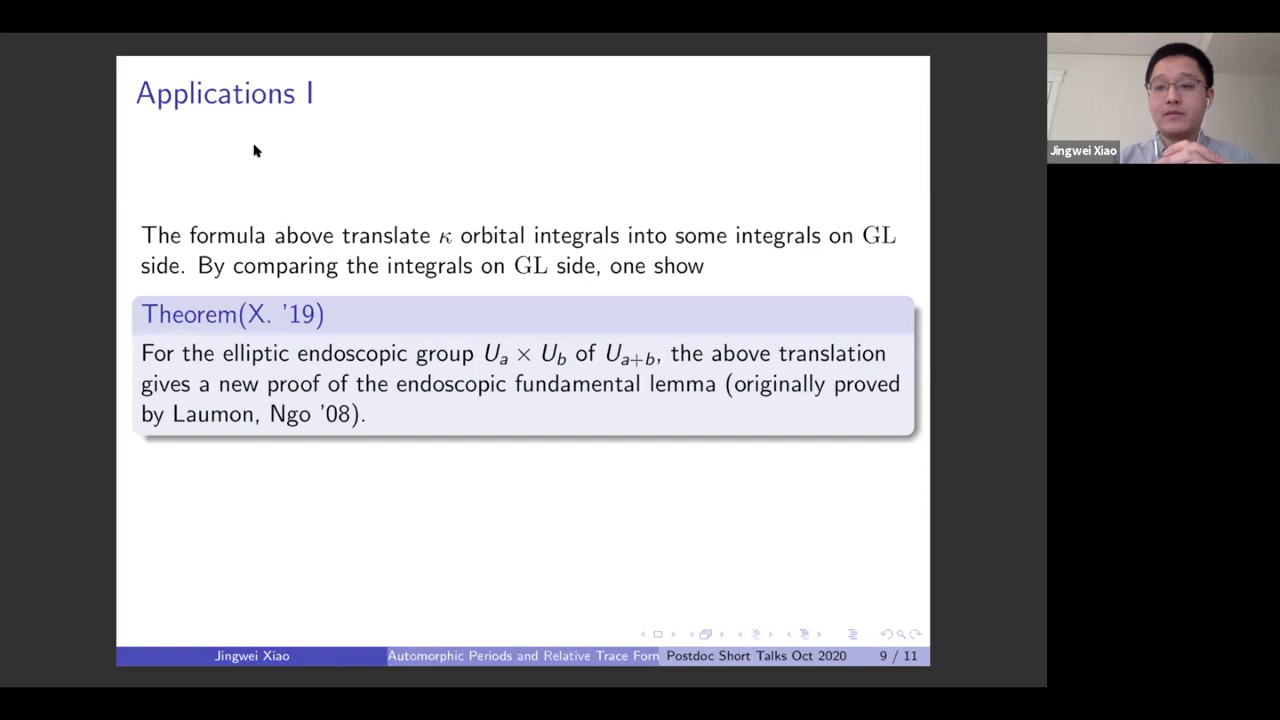 Applications I
Jingwei Xiao
The formula above translate κ orbital integrals into some integrals on GL
side. By comparing the integrals on GL side, one show
Theorem(X. '19)
For the elliptic endoscopic group U_a × U_b of U_{a+b}, the above translation
gives a new proof of the endoscopic fundamental lemma (originally proved
by Laumon, Ngo '08).
Jingwei Xiao
Automorphic Periods and Relative Trace Form
Postdoc Short Talks Oct 2020
9 / 11